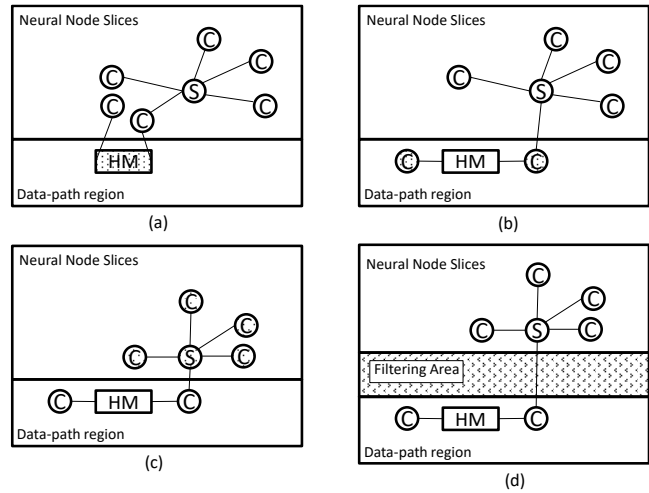 Neural Node Slices
C
C
C
C
S
C
C
HM
Data-path region
(a)
Neural Node Slices
C
C
C
S
C
C
HM
C
Data-path region
(b)
Neural Node Slices
C
C
C
S
C
C
HM
C
Data-path region
(c)
Neural Node Slices
C
C
C
S
C
Filtering Area
C
HM
C
Data-path region
(d)